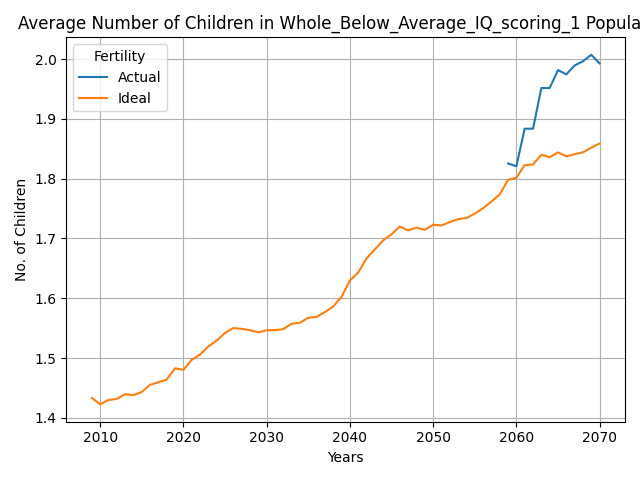 Average Number of Children in Whole_Below_Average_IQ_scoring_1 Popula
Fertility
Actual
Ideal
2.0
1.9
1.8
1.7
1.6
1.5
1.4
No. of Children
2010 2020 2030 2040 2050 2060 2070
Years